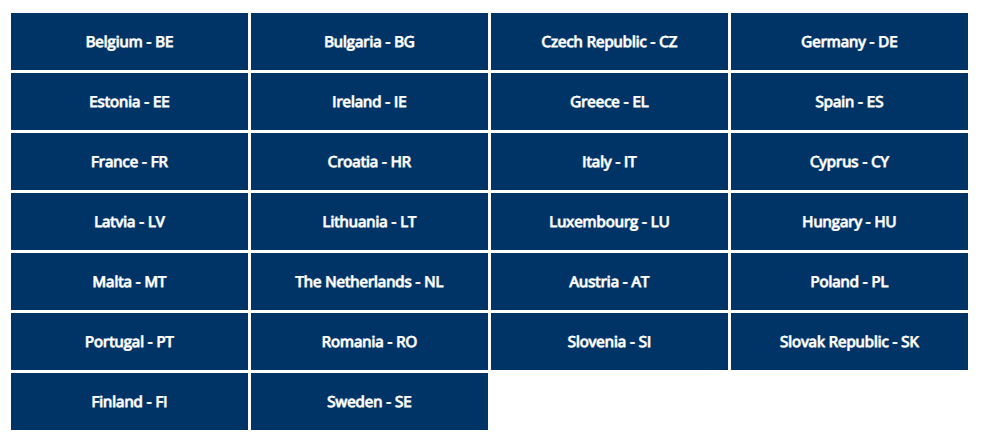 Belgium - BE
Bulgaria - BG
Czech Republic - CZ
Germany - DE
Estonia - EE
Ireland - IE
Greece - EL
Spain - ES
France - FR
Croatia - HR
Italy - IT
Cyprus - CY
Latvia - LV
Lithuania - LT
Luxembourg - LU
Hungary - HU
Malta - MT
The Netherlands - NL
Austria - AT
Poland - PL
Portugal - PT
Romania - RO
Slovenia - SI
Slovak Republic - SK
Finland - FI
Sweden - SE